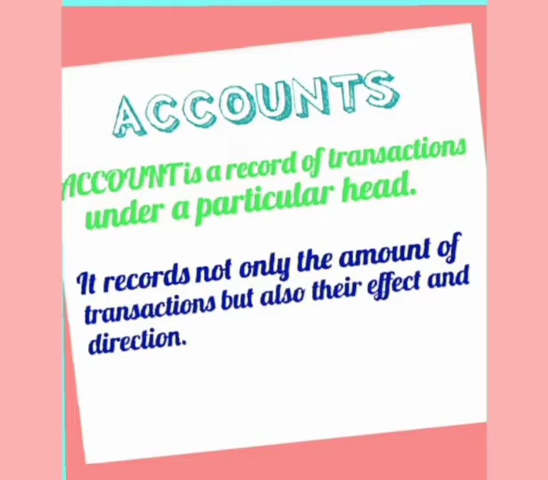 ACCOUNTS
ACCOUNT is a record of transactions
under a particular head.
It records not only the amount of
transactions but also their effect and
direction.